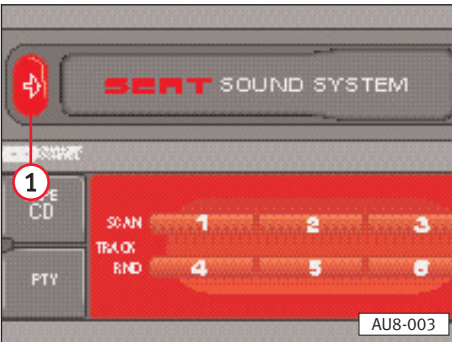 SEAT SOUND SYSTEM
1
CD
SCAN 1 2 3
TRACK
RND 4 5 6
PTY
AU8-003